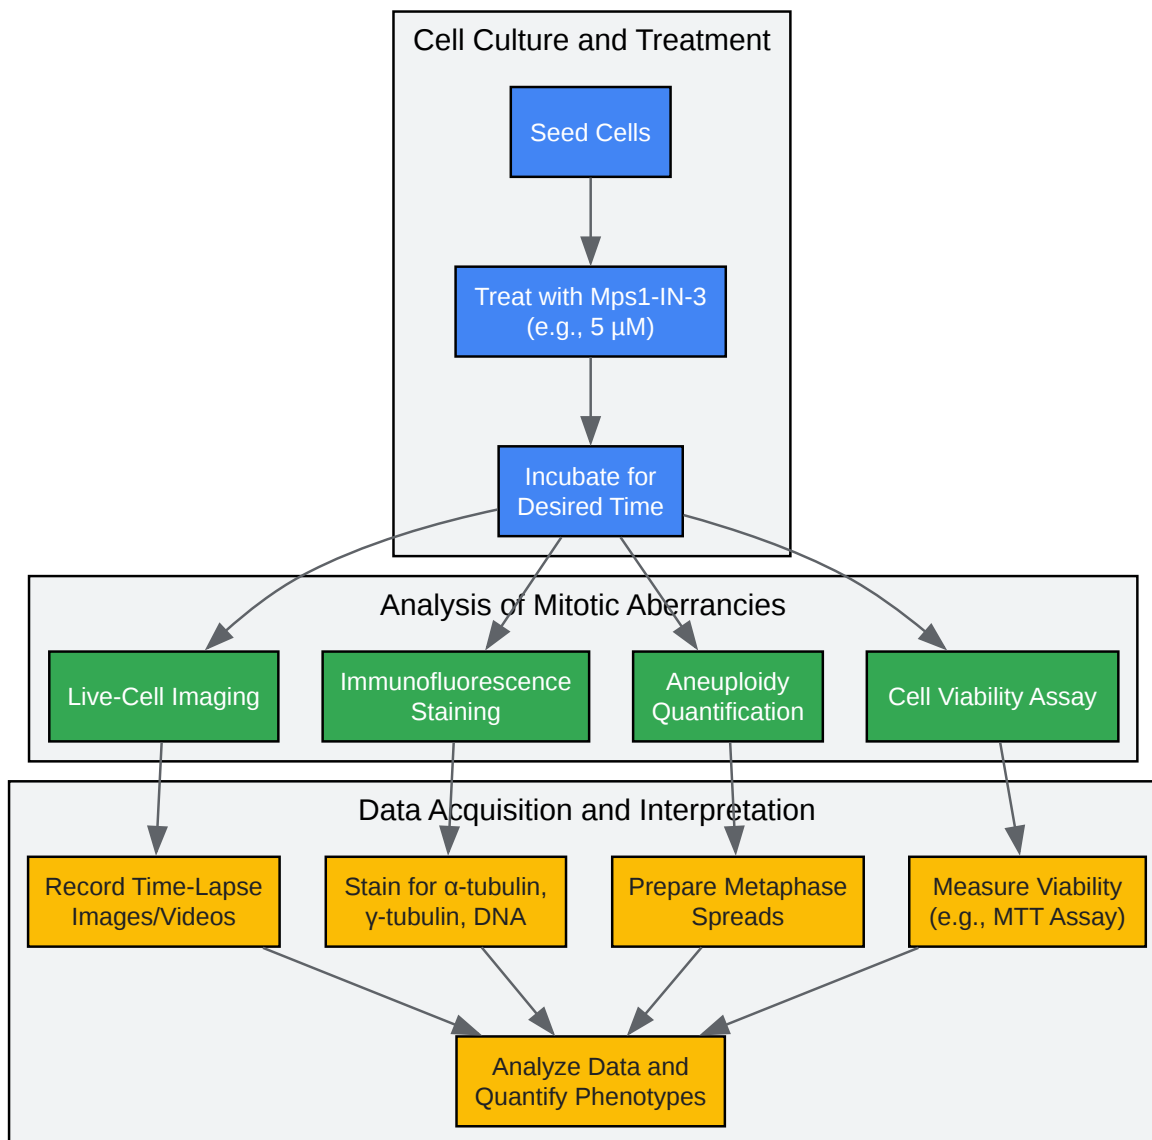 Cell Culture and Treatment
Seed Cells
Treat with Mps1-IN-3
(e.g., 5 µM)
Incubate for
Desired Time
Analysis of Mitotic Aberrancies
Live-Cell Imaging
Immunofluorescence
Staining
Aneuploidy
Quantification
Cell Viability Assay
Data Acquisition and Interpretation
Record Time-Lapse
Images/Videos
Stain for α-tubulin,
γ-tubulin, DNA
Prepare Metaphase
Spreads
Measure Viability
(e.g., MTT Assay)
Analyze Data and
Quantify Phenotypes